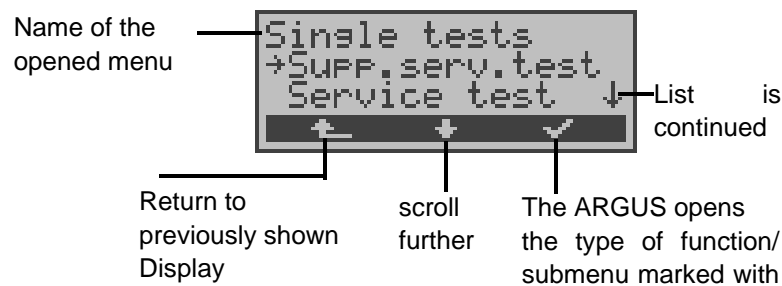 Name of the
opened menu
Single tests
→Supp.serv.test
Service test ↓
List is
continued
Return to
previously shown
Display
scroll
further
The ARGUS opens
the type of function/
submenu marked with